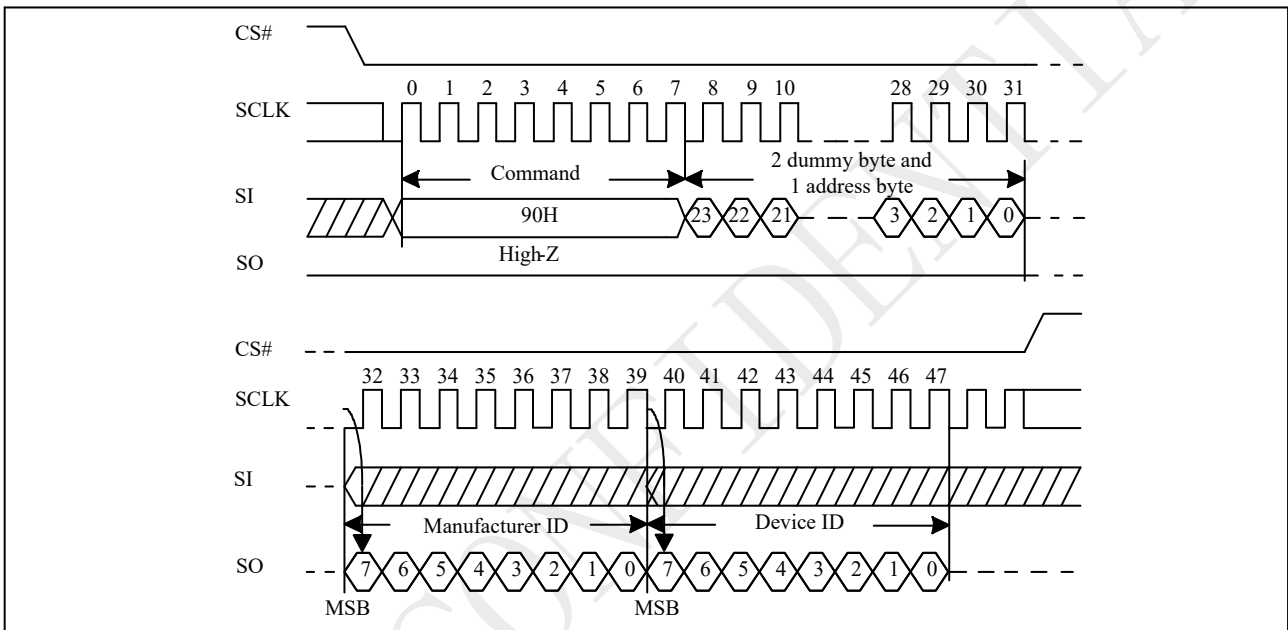 CS#
0 1 2 3 4 5 6 7 8 9 10 28 29 30 31
SCLK
Command
2 dummy byte and
1 address byte
SI
90H
23 22 21 3 2 1 0
High-Z
SO
CS#
32 33 34 35 36 37 38 39 40 41 42 43 44 45 46 47
SCLK
SI
Manufacturer ID
Device ID
SO
7 6 5 4 3 2 1 0 7 6 5 4 3 2 1 0
MSB
MSB
CONFIDENTIA